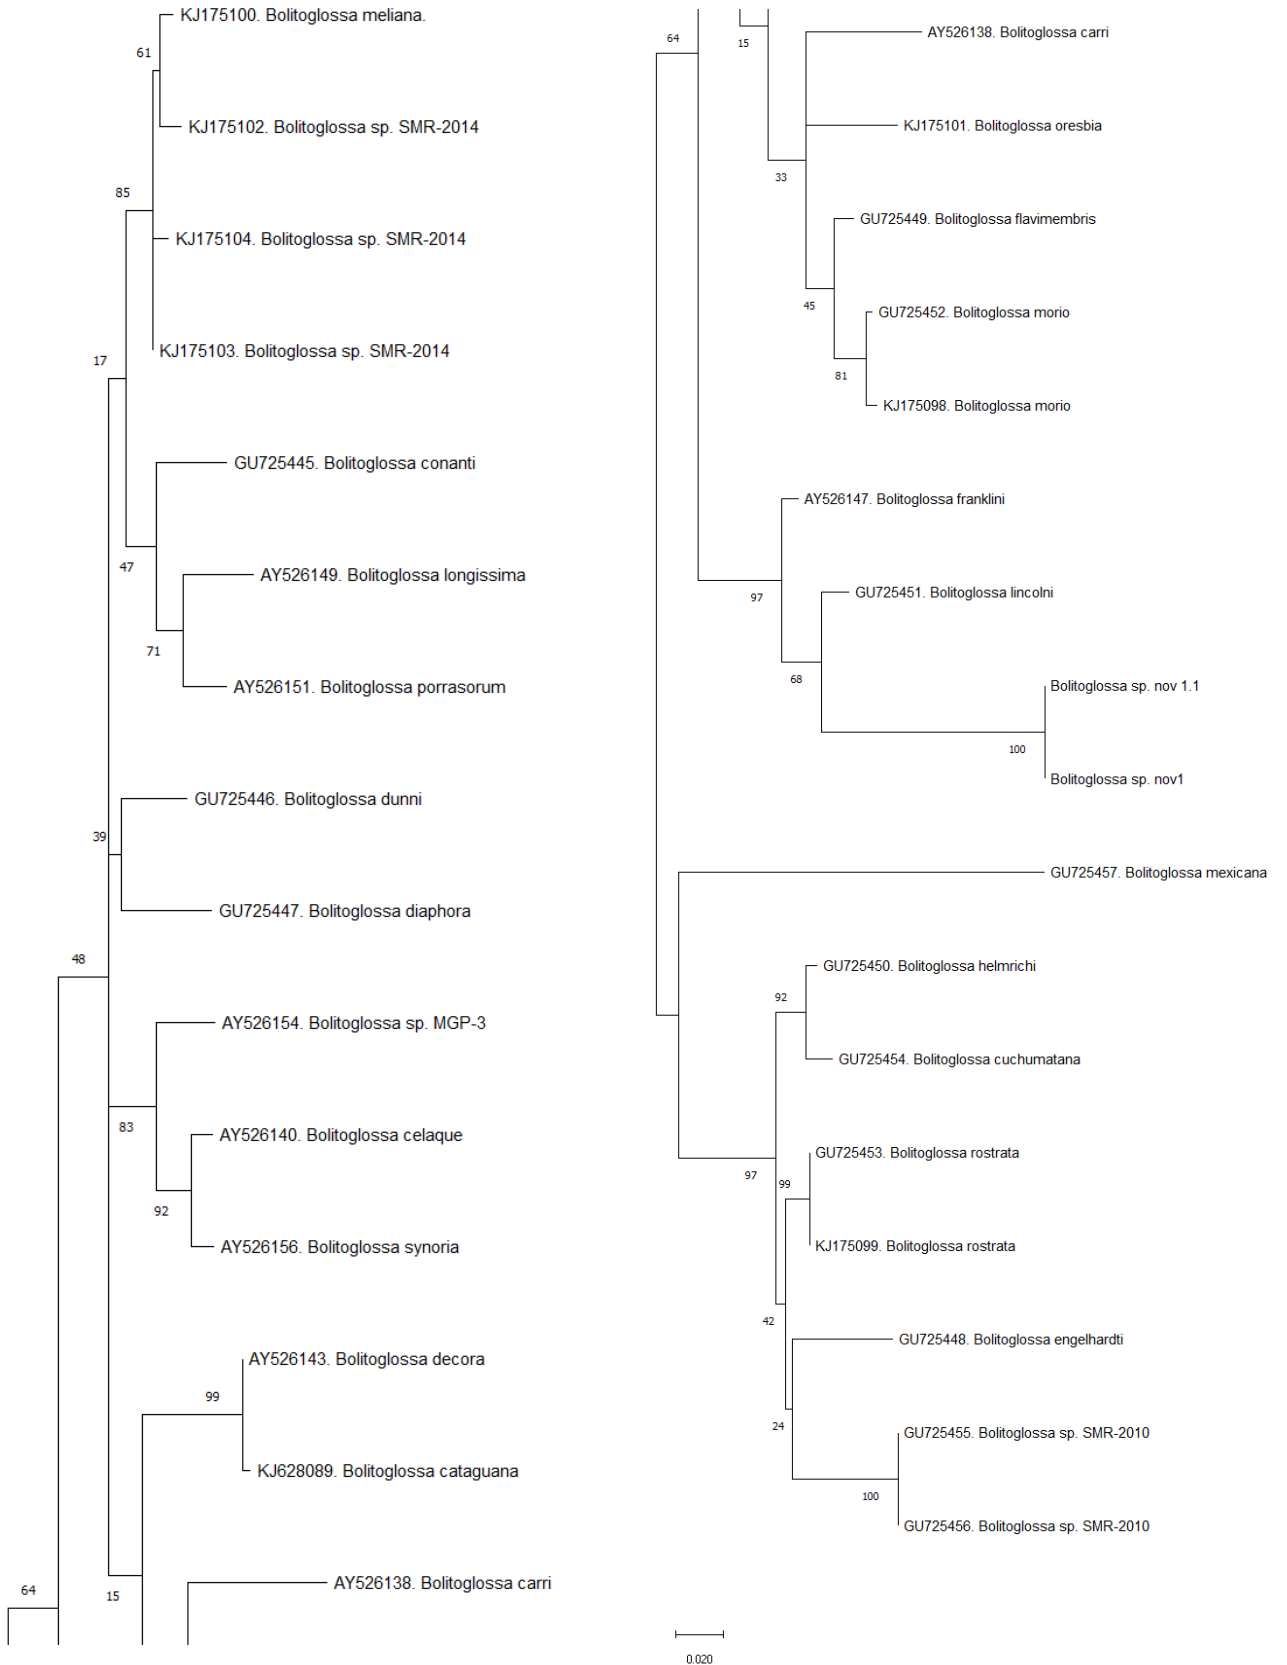 KJ175100. Bolitoglossa meliana.
61
KJ175102. Bolitoglossa sp. SMR-2014
85
KJ175104. Bolitoglossa sp. SMR-2014
KJ175103. Bolitoglossa sp. SMR-2014
17
GU725445. Bolitoglossa conanti
47
AY526149. Bolitoglossa longissima
71
AY526151. Bolitoglossa porrasorum
GU725446. Bolitoglossa dunni
39
GU725447. Bolitoglossa diaphora
48
AY526154. Bolitoglossa sp. MGP-3
83
AY526140. Bolitoglossa celaque
92
AY526156. Bolitoglossa synoria
AY526143. Bolitoglossa decora
99
KJ628089. Bolitoglossa cataguana
15
AY526138. Bolitoglossa carri
64
64
15
AY526138. Bolitoglossa carri
KJ175101. Bolitoglossa oresbia
33
GU725449. Bolitoglossa flavimembris
45
GU725452. Bolitoglossa morio
81
KJ175098. Bolitoglossa morio
AY526147. Bolitoglossa franklini
97
GU725451. Bolitoglossa lincolni
68
Bolitoglossa sp. nov 1.1
100
Bolitoglossa sp. nov1
GU725457. Bolitoglossa mexicana
GU725450. Bolitoglossa helmrichi
92
GU725454. Bolitoglossa cuchumatana
97
GU725453. Bolitoglossa rostrata
99
KJ175099. Bolitoglossa rostrata
42
GU725448. Bolitoglossa engelhardti
24
GU725455. Bolitoglossa sp. SMR-2010
100
GU725456. Bolitoglossa sp. SMR-2010
0.020